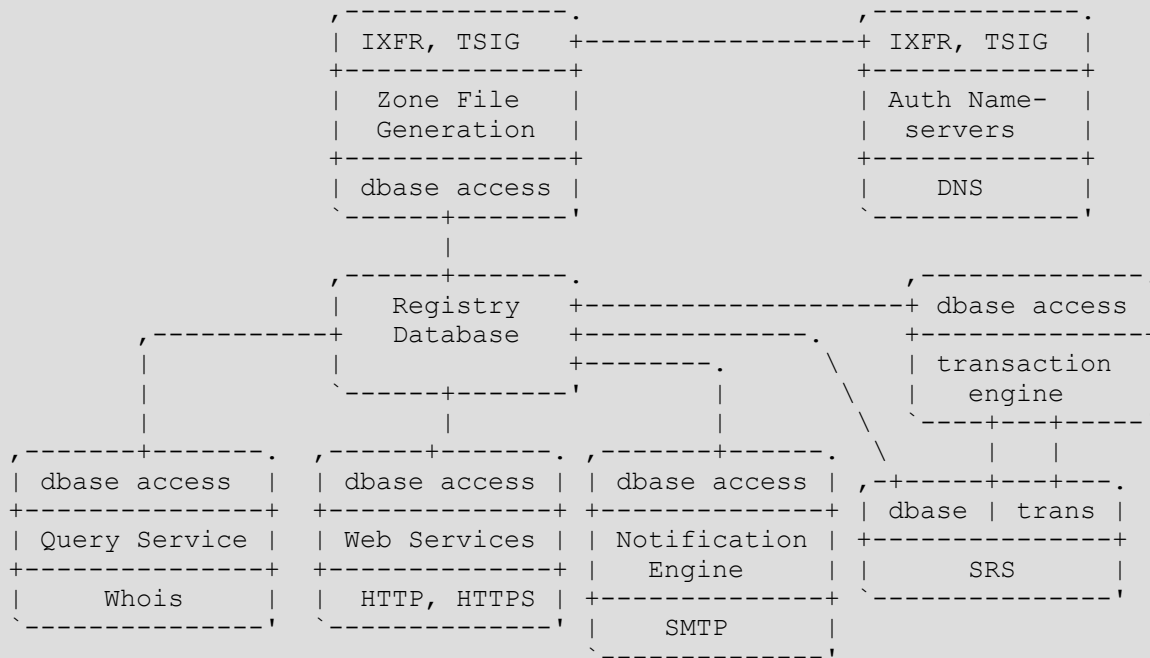 IXFR, TSIG
IXFR, TSIG
Zone File
Generation
Auth Name-
servers
dbase access
DNS
Registry
Database
dbase access
transaction
engine
dbase access
dbase access
dbase access
dbase | trans
Query Service
Web Services
Notification
Engine
SRS
Whois
HTTP, HTTPS
SMTP